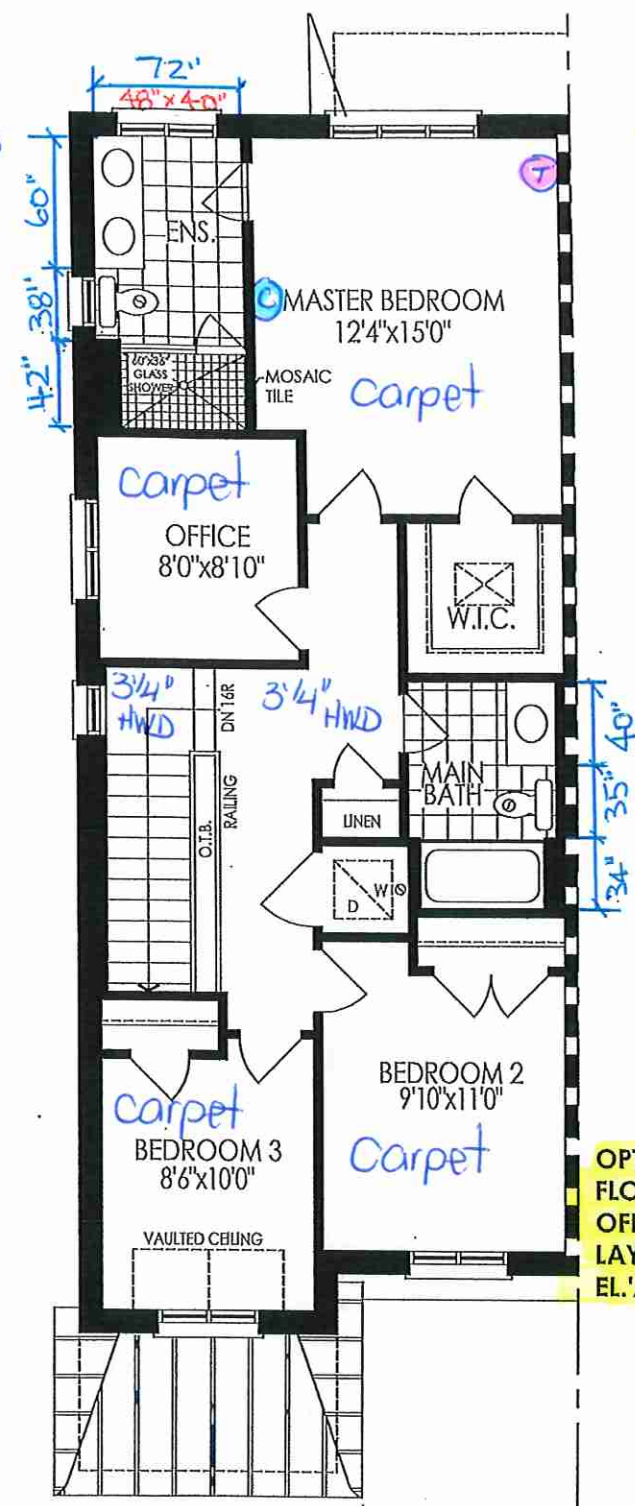 72"
48" x 40"
60"
38"
42"
ENS.
60"x36"
GLASS
SHOWER
MOSAIC
TILE
T
C
MASTER BEDROOM
12'4"x15'0"
Carpet
Carpet
OFFICE
8'0"x8'10"
W.I.C.
3'/4"
HWD
DN 16R
3'/4"
HWD
O.T.B.
RAILING
LINEN
MAIN
BATH
40"
35"
34"
D
W
BEDROOM 2
9'10"x11'0"
Carpet
Carpet
BEDROOM 3
8'6"x10'0"
VAULTED CEILING
OPT
FLO
OFF
LAY
EL.'